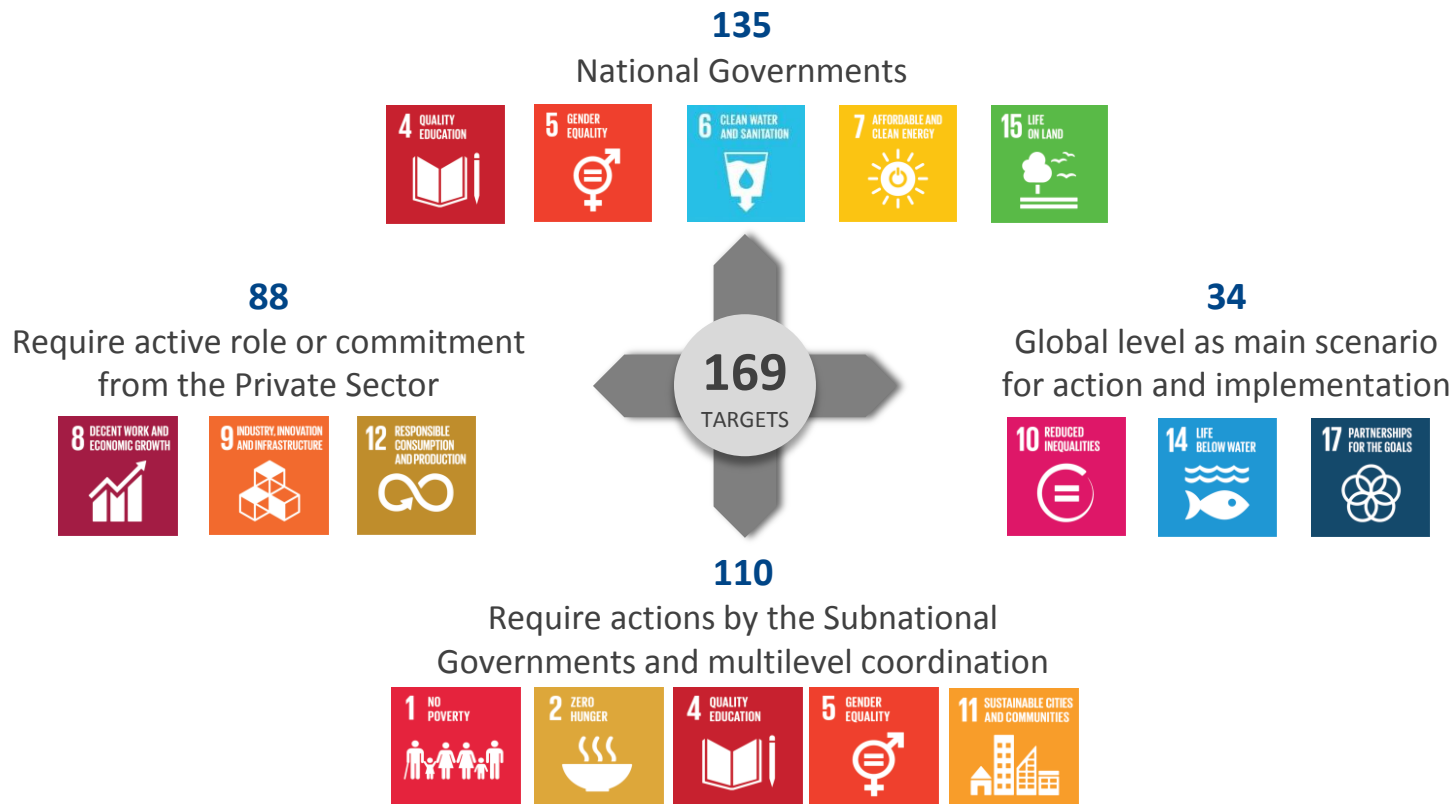 135
National Governments
4 QUALITY
EDUCATION
5 GENDER
EQUALITY
6 CLEAN WATER
AND SANITATION
7 AFFORDABLE AND
CLEAN ENERGY
15 LIFE
ON LAND
88
Require active role or commitment
from the Private Sector
8 DECENT WORK AND
ECONOMIC GROWTH
9 INDUSTRY, INNOVATION
AND INFRASTRUCTURE
12 RESPONSIBLE
CONSUMPTION
AND PRODUCTION
169
TARGETS
34
Global level as main scenario
for action and implementation
10 REDUCED
INEQUALITIES
14 LIFE
BELOW WATER
17 PARTNERSHIPS
FOR THE GOALS
110
Require actions by the Subnational
Governments and multilevel coordination
1 NO
POVERTY
2 ZERO
HUNGER
4 QUALITY
EDUCATION
5 GENDER
EQUALITY
11 SUSTAINABLE CITIES
AND COMMUNITIES